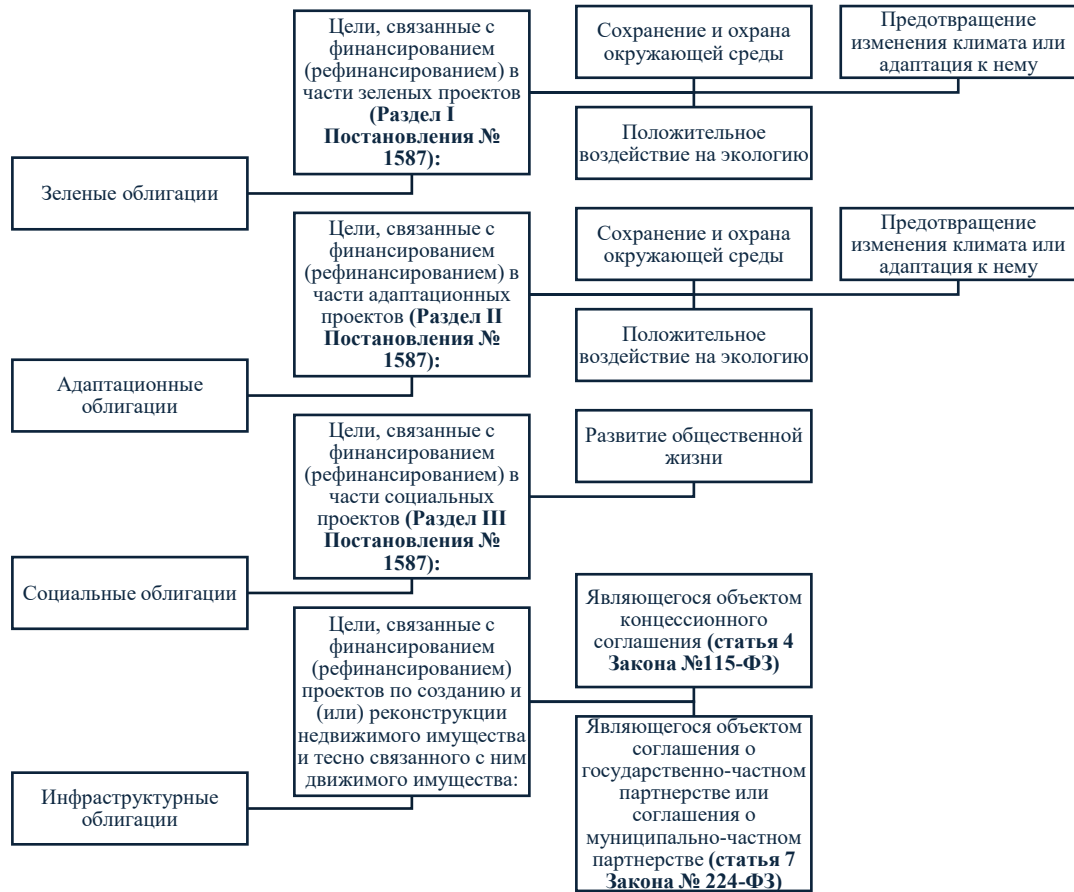 Зеленые облигации
Цели, связанные с
финансированием
(рефинансированием) в
части зеленых проектов
(Раздел I
Постановления №
1587):
Сохранение и охрана
окружающей среды
Предотвращение
изменения климата или
адаптация к нему
Положительное
воздействие на экологию
Адаптационные
облигации
Цели, связанные с
финансированием
(рефинансированием) в
части адаптационных
проектов (Раздел II
Постановления №
1587):
Сохранение и охрана
окружающей среды
Предотвращение
изменения климата или
адаптация к нему
Положительное
воздействие на экологию
Социальные облигации
Цели, связанные с
финансированием
(рефинансированием) в
части социальных
проектов (Раздел III
Постановления №
1587):
Развитие общественной
жизни
Инфраструктурные
облигации
Цели, связанные с
финансированием
(рефинансированием)
проектов по созданию и
(или) реконструкции
недвижимого имущества
и тесно связанного с ним
движимого имущества:
Являющегося объектом
концессионного
соглашения (статья 4
Закона №115-ФЗ)
Являющегося объектом
соглашения о
государственно-частном
партнерстве или
соглашения о
муниципально-частном
партнерстве (статья 7
Закона № 224-ФЗ)